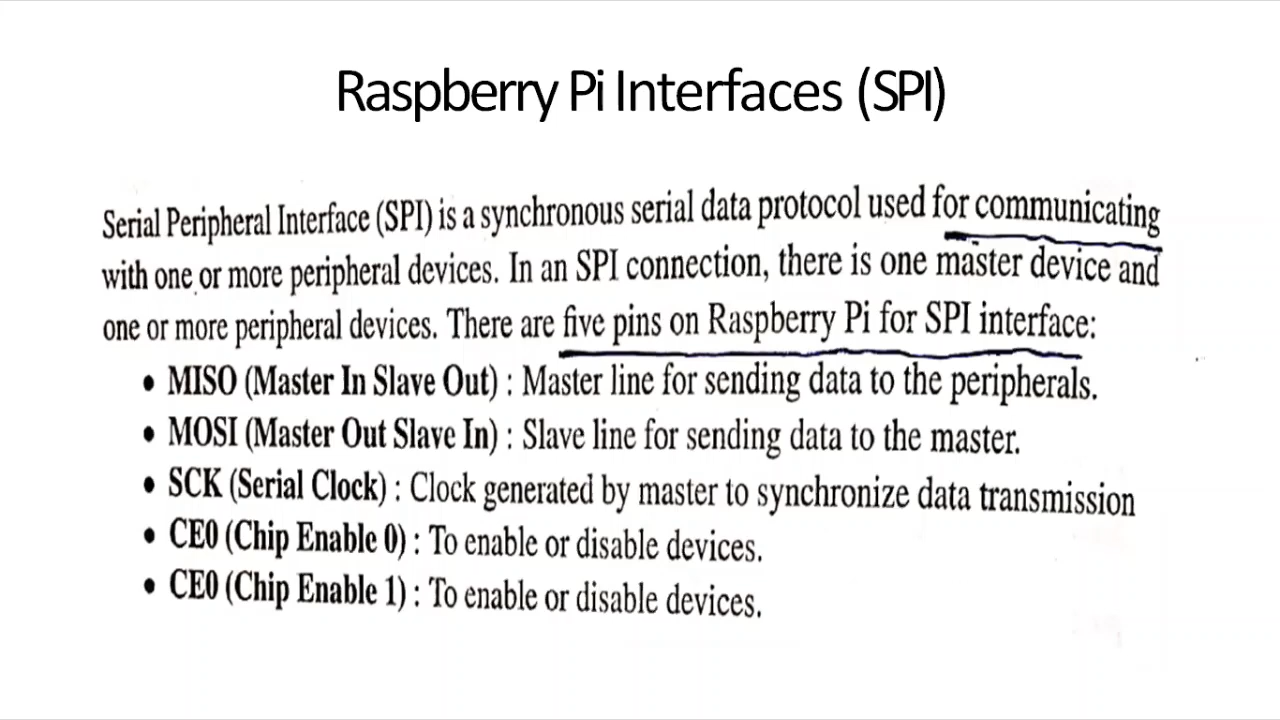 Raspberry Pi Interfaces (SPI)
Serial Peripheral Interface (SPI) is a synchronous serial data protocol used for communicating
with one or more peripheral devices. In an SPI connection, there is one master device and
one or more peripheral devices. There are five pins on Raspberry Pi for SPI interface:
• MISO (Master In Slave Out) : Master line for sending data to the peripherals.
• MOSI (Master Out Slave In) : Slave line for sending data to the master.
• SCK (Serial Clock) : Clock generated by master to synchronize data transmission
• CE0 (Chip Enable 0) : To enable or disable devices.
• CE0 (Chip Enable 1) : To enable or disable devices.